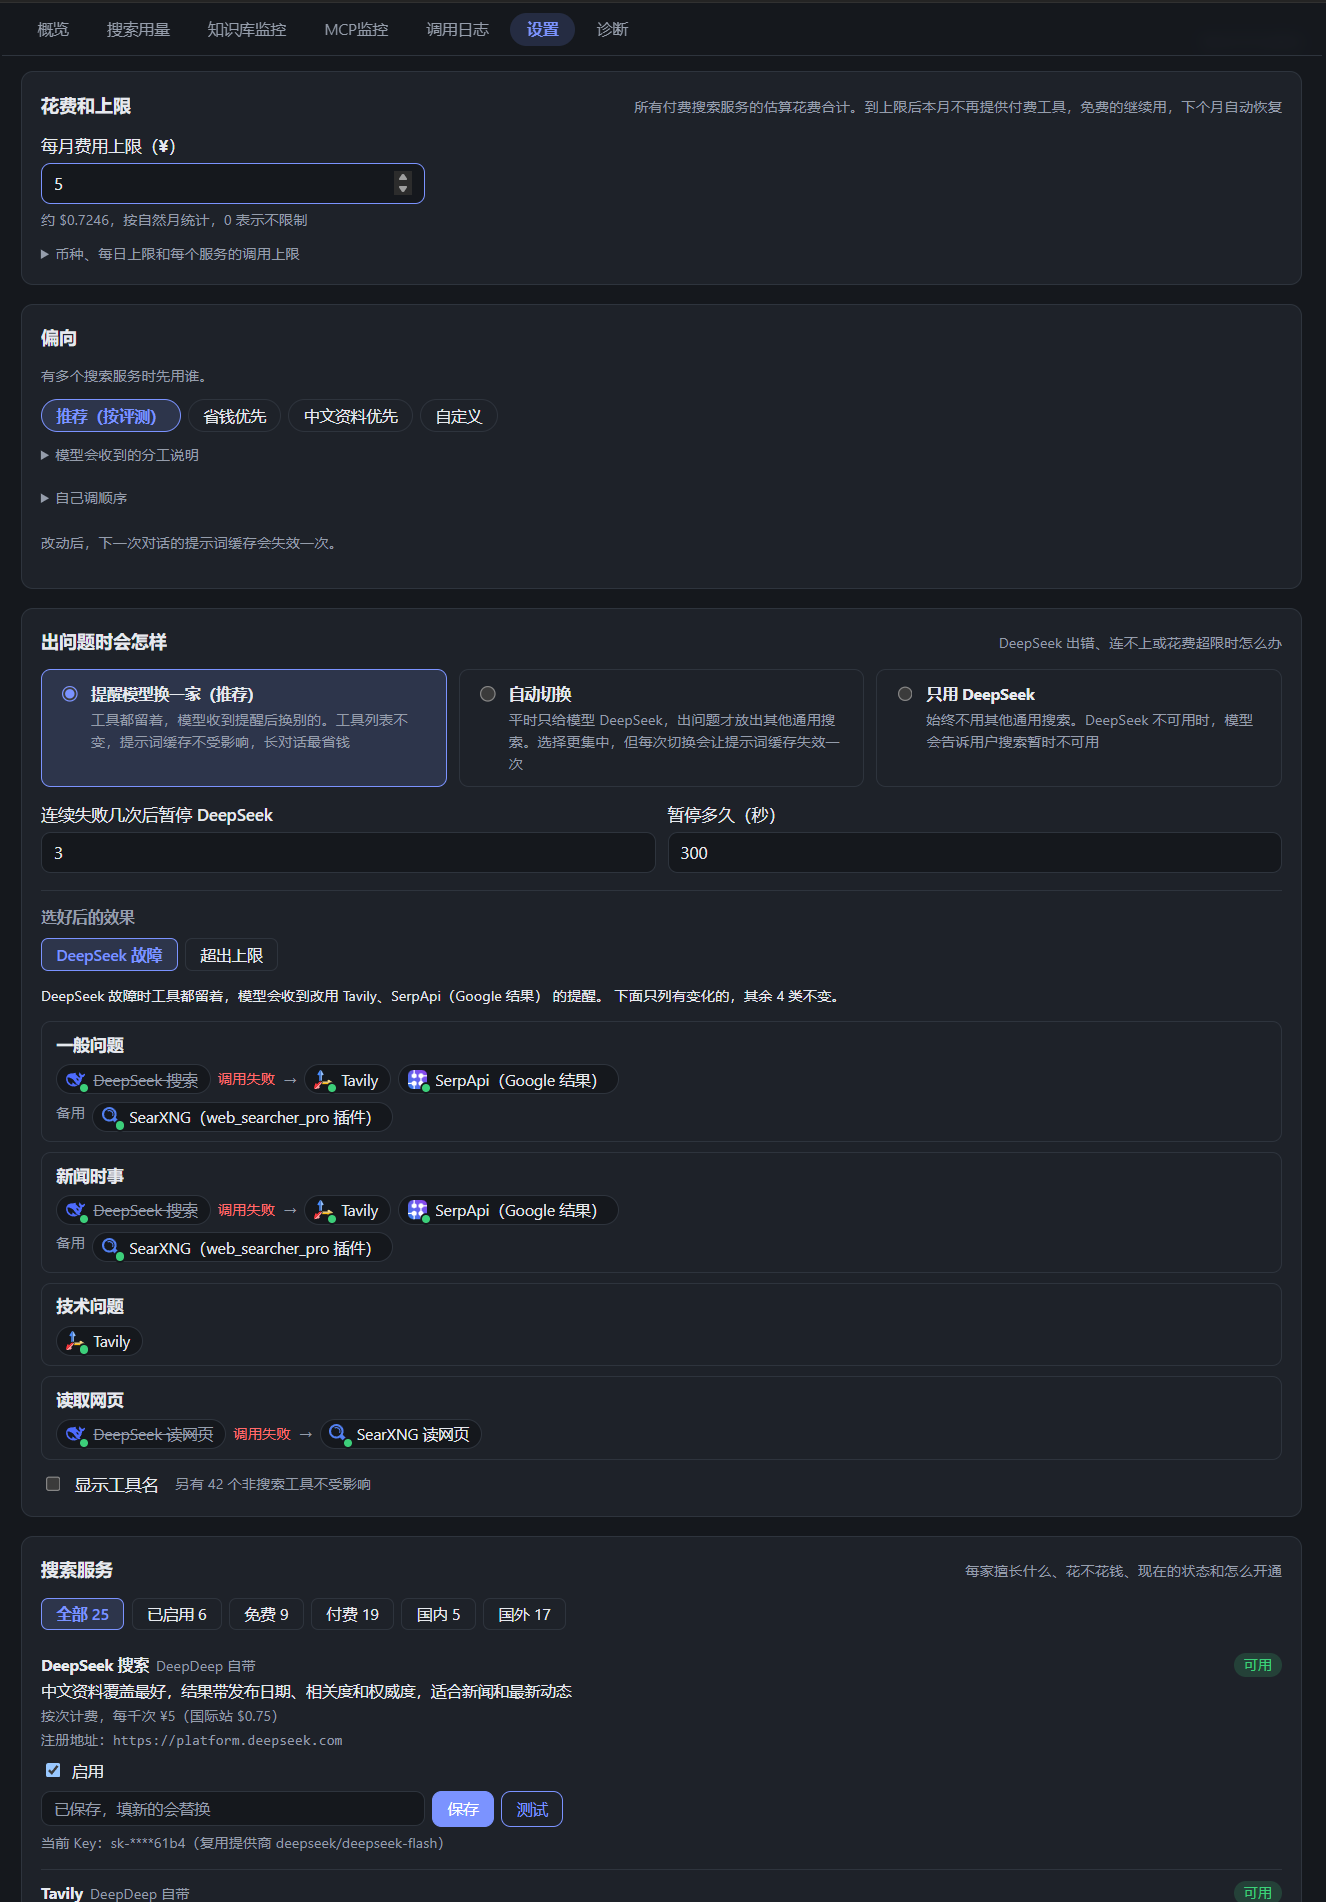 概览 搜索用量 知识库监控 MCP监控 调用日志 设置 诊断
花费和上限
所有付费搜索服务的估算花费合计。到上限后本月不再提供付费工具，免费的继续用，下个月自动恢复
每月费用上限（¥）
5
约 $0.7246，按自然月统计，0 表示不限制
▶ 币种、每日上限和每个服务的调用上限
偏向
有多个搜索服务时先用谁。
推荐（按评测） 省钱优先 中文资料优先 自定义
▶ 模型会收到的分工说明
▶ 自己调顺序
改动后，下一次对话的提示词缓存会失效一次。
出问题时会怎样
DeepSeek 出错、连不上或花费超限时怎么办
提醒模型换一家（推荐）
工具都留着，模型收到提醒后换别的。工具列表不
变，提示词缓存不受影响，长对话最省钱
自动切换
平时只给模型 DeepSeek，出问题才放出其他通用搜
索。选择更集中，但每次切换会让提示词缓存失效一
次
只用 DeepSeek
始终不用其他通用搜索。DeepSeek 不可用时，模型
会告诉用户搜索暂时不可用
连续失败几次后暂停 DeepSeek
3
暂停多久（秒）
300
选好后的效果
DeepSeek 故障 超出上限
DeepSeek 故障时工具都留着，模型会收到改用 Tavily、SerpApi（Google 结果） 的提醒。 下面只列有变化的，其余 4 类不变。
一般问题
DeepSeek 搜索 调用失败 → Tavily SerpApi（Google 结果）
备用 SearXNG（web_searcher_pro 插件）
新闻时事
DeepSeek 搜索 调用失败 → Tavily SerpApi（Google 结果）
备用 SearXNG（web_searcher_pro 插件）
技术问题
Tavily
读取网页
DeepSeek 读网页 调用失败 → SearXNG 读网页
显示工具名 另有 42 个非搜索工具不受影响
搜索服务
每家擅长什么、花不花钱、现在的状态和怎么开通
全部 25 已启用 6 免费 9 付费 19 国内 5 国外 17
DeepSeek 搜索 DeepDeep 自带 可用
中文资料覆盖最好，结果带发布日期、相关度和权威度，适合新闻和最新动态
按次计费，每千次 ¥5（国际站 $0.75）
注册地址：https://platform.deepseek.com
启用
已保存，填新的会替换 保存 测试
当前 Key：sk-****61b4（复用提供商 deepseek/deepseek-flash）
Tavily DeepDeep 自带 可用